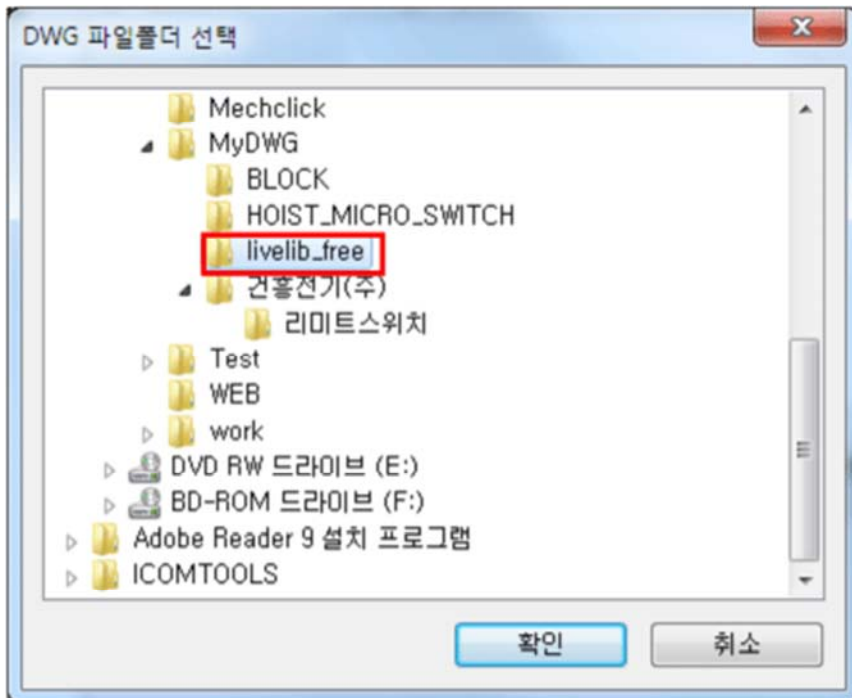 DWG 파일폴더 선택
Mechclick
MyDWG
BLOCK
HOIST_MICRO_SWITCH
livelib_free
건흥전기(주)
리미트스위치
Test
WEB
work
DVD RW 드라이브 (E:)
BD-ROM 드라이브 (F:)
Adobe Reader 9 설치 프로그램
ICOMTOOLS
확인 취소